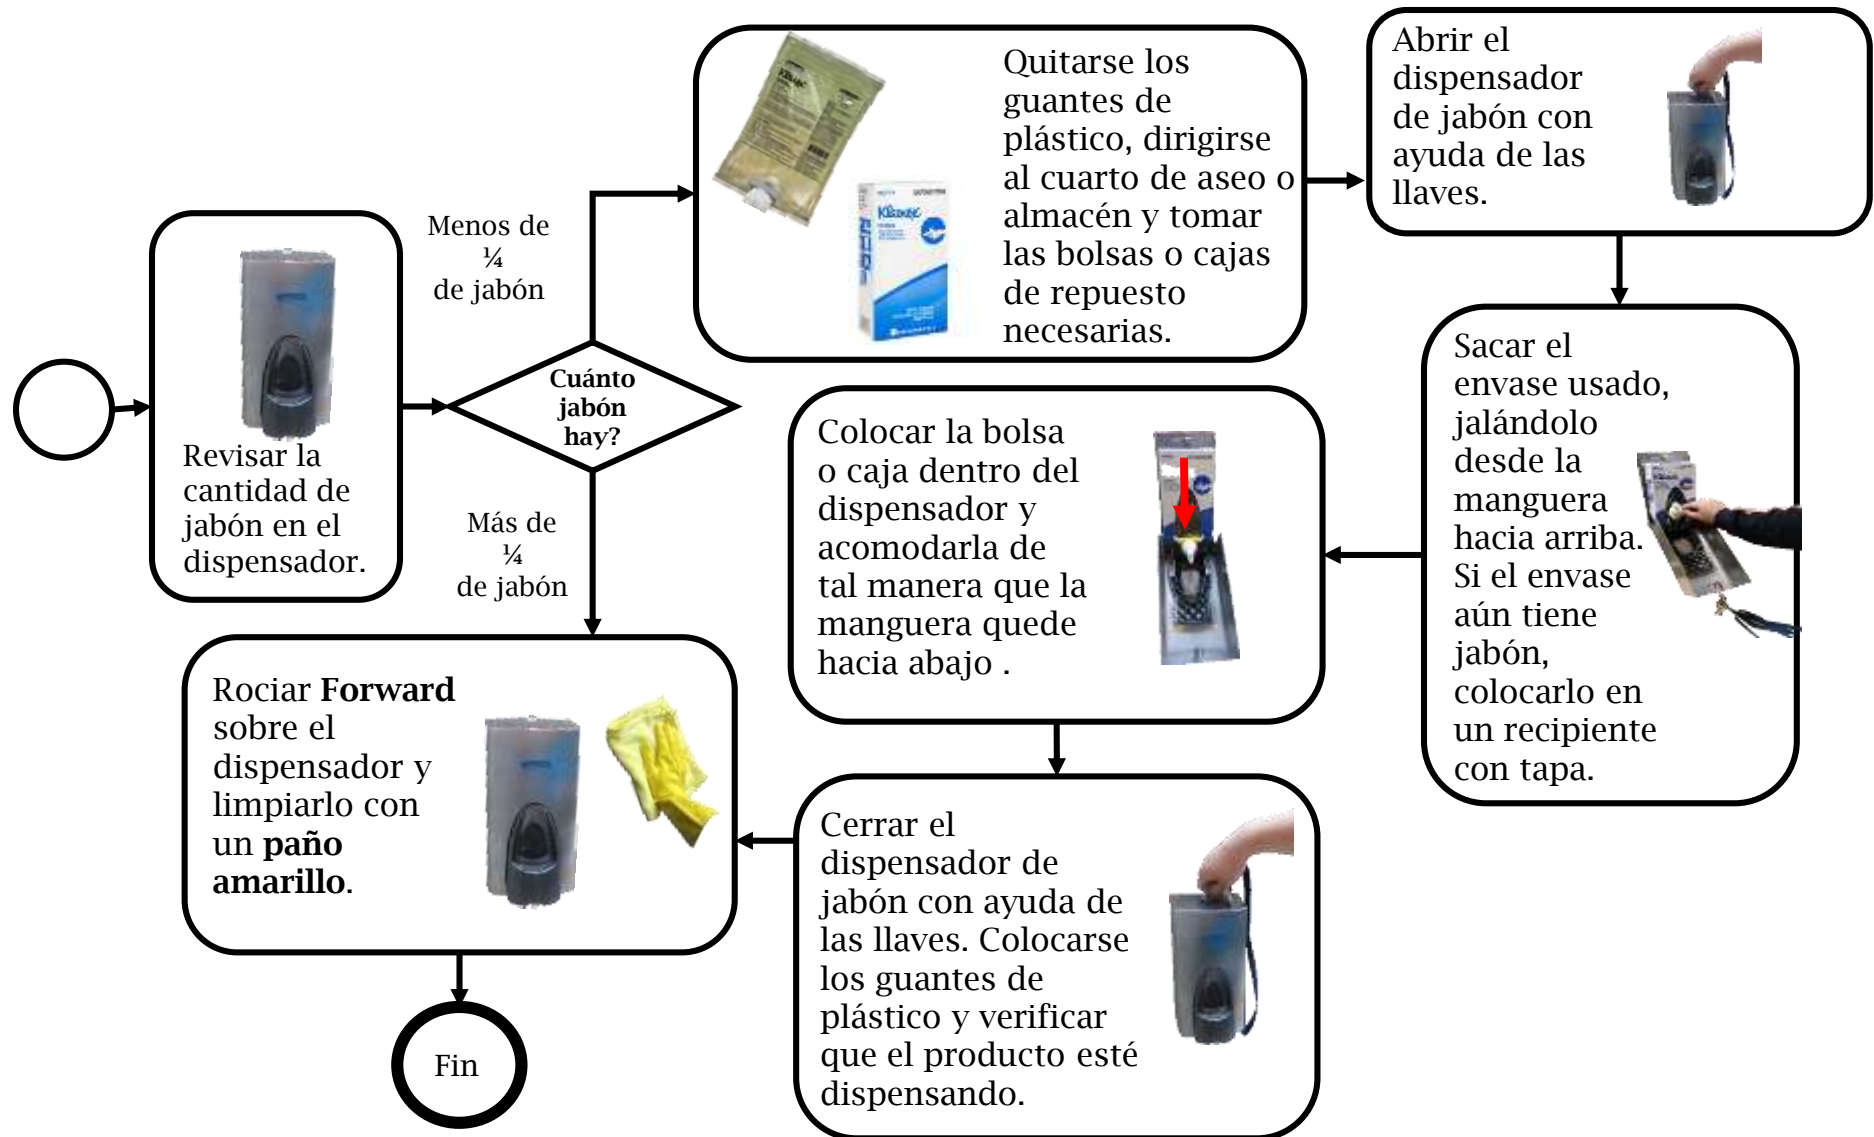 Revisar la
cantidad de
jabón en el
dispensador.
Cuánto
jabón
hay?
Menos de
¼
de jabón
Quitarse los
guantes de
plástico, dirigirse
al cuarto de aseo o
almacén y tomar
las bolsas o cajas
de repuesto
necesarias.
Kleenex
Abrir el
dispensador
de jabón con
ayuda de las
llaves.
Sacar el
envase usado,
jalándolo
desde la
manguera
hacia arriba.
Si el envase
aún tiene
jabón,
colocarlo en
un recipiente
con tapa.
Colocar la bolsa
o caja dentro del
dispensador y
acomodarla de
tal manera que la
manguera quede
hacia abajo .
Cerrar el
dispensador de
jabón con ayuda de
las llaves. Colocarse
los guantes de
plástico y verificar
que el producto esté
dispensando.
Más de
¼
de jabón
Rociar Forward
sobre el
dispensador y
limpiarlo con
un paño
amarillo.
Fin